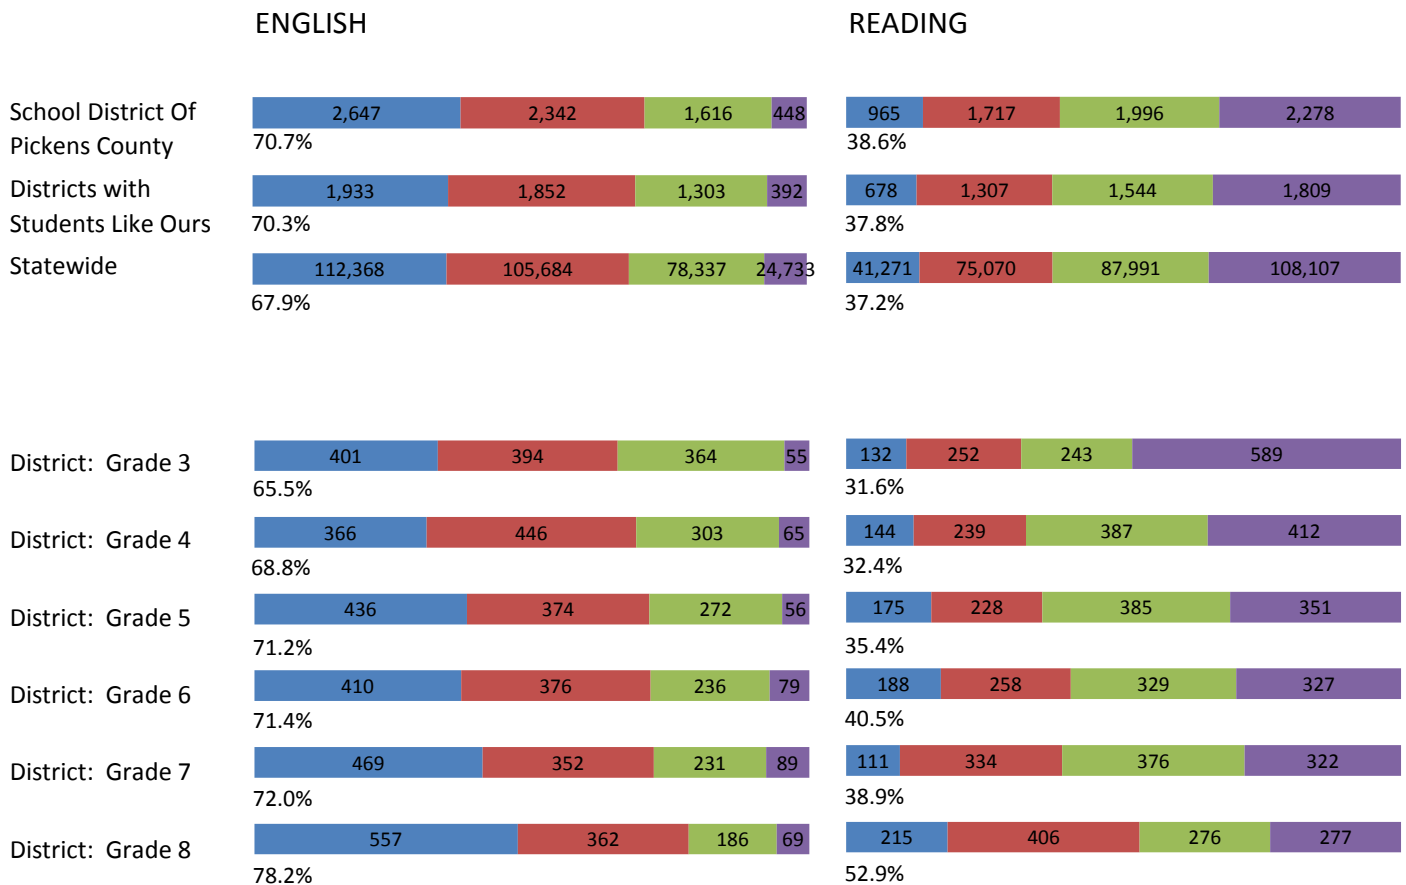 ENGLISH READING
School District Of 2,647 2,342 1,616 448 965 1,717 1,996 2,278
Pickens County 70.7% 38.6%
Districts with 1,933 1,852 1,303 392 678 1,307 1,544 1,809
Students Like Ours 70.3% 37.8%
Statewide 112,368 105,684 78,337 24,733 41,271 75,070 87,991 108,107
67.9% 37.2%
District: Grade 3 401 394 364 55 132 252 243 589
65.5% 31.6%
District: Grade 4 366 446 303 65 144 239 387 412
68.8% 32.4%
District: Grade 5 436 374 272 56 175 228 385 351
71.2% 35.4%
District: Grade 6 410 376 236 79 188 258 329 327
71.4% 40.5%
District: Grade 7 469 352 231 89 111 334 376 322
72.0% 38.9%
District: Grade 8 557 362 186 69 215 406 276 277
78.2% 52.9%